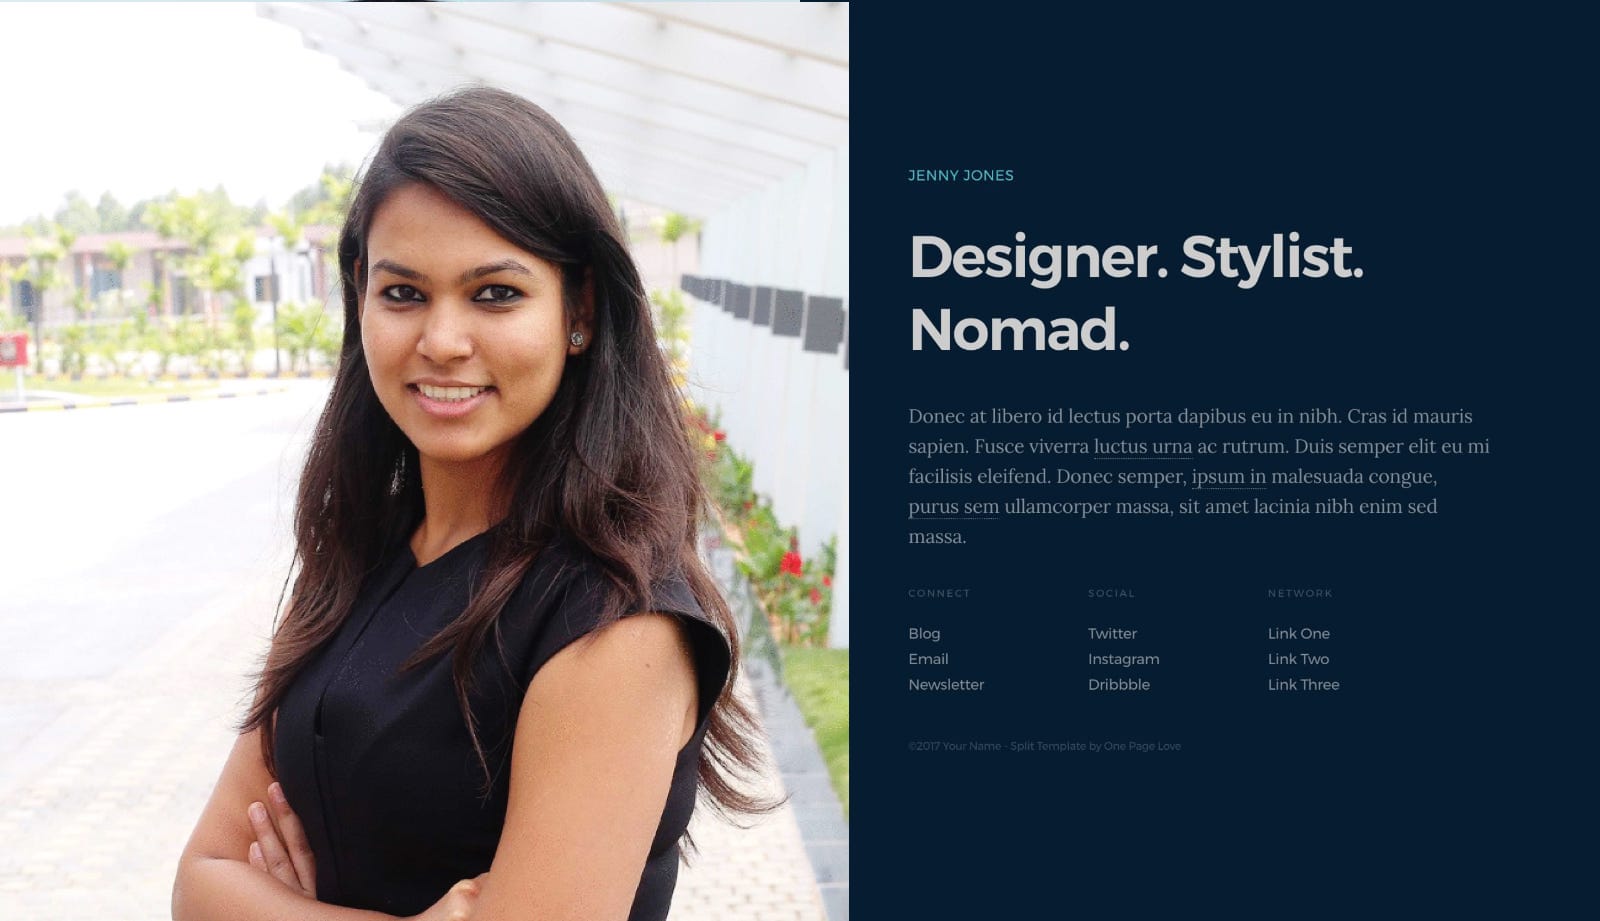 JENNY JONES
Designer. Stylist.
Nomad.
Donec at libero id lectus porta dapibus eu in nibh. Cras id mauris
sapien. Fusce viverra luctus urna ac rutrum. Duis semper elit eu mi
facilisis eleifend. Donec semper, ipsum in malesuada congue,
purus sem ullamcorper massa, sit amet lacinia nibh enim sed
massa.
CONNECT
Blog
Email
Newsletter
SOCIAL
Twitter
Instagram
Dribbble
NETWORK
Link One
Link Two
Link Three
©2017 Your Name - Split Template by One Page Love